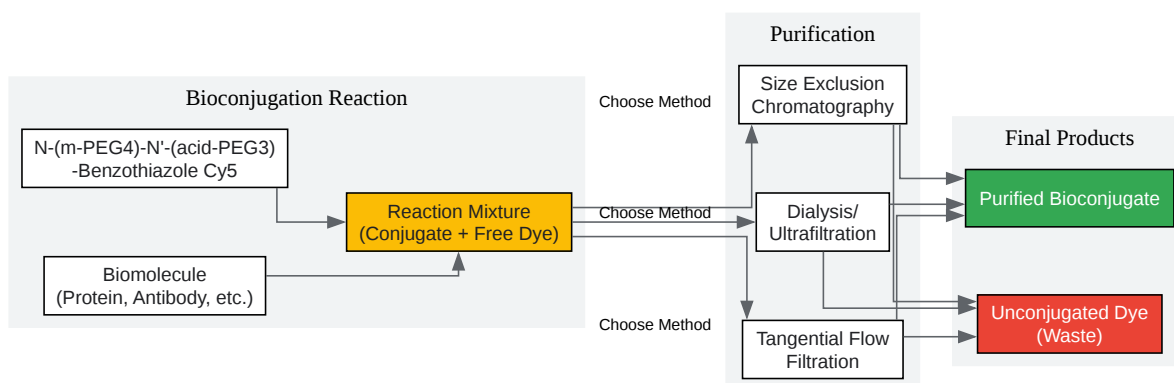 Bioconjugation Reaction
N-(m-PEG4)-N'-(acid-PEG3)
-Benzothiazole Cy5
Biomolecule
(Protein, Antibody, etc.)
Reaction Mixture
(Conjugate + Free Dye)
Choose Method
Choose Method
Choose Method
Purification
Size Exclusion
Chromatography
Dialysis/
Ultrafiltration
Tangential Flow
Filtration
Final Products
Purified Bioconjugate
Unconjugated Dye
(Waste)